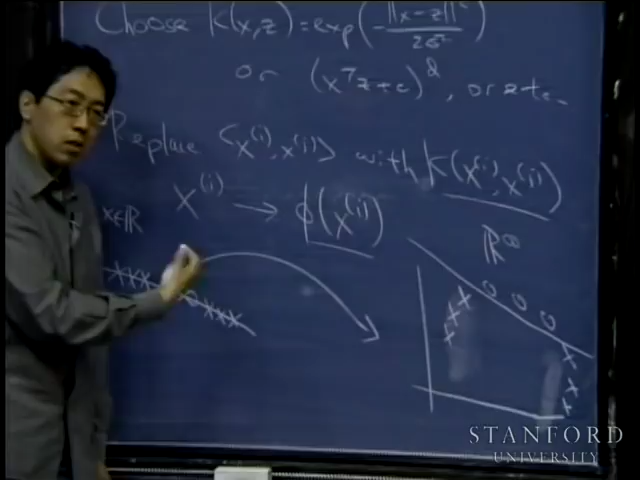 Choose K(x,z) = exp(-||x-z||²/2σ²)
or (xᵀz+c)ᵈ, or etc.
Replace <x⁽ⁱ⁾, x⁽ʲ⁾> with K(x⁽ⁱ⁾, x⁽ʲ⁾)
x⁽ⁱ⁾ → ϕ(x⁽ⁱ⁾)
x∈ℝ
ℝ^∞
STANFORD
UNIVERSITY